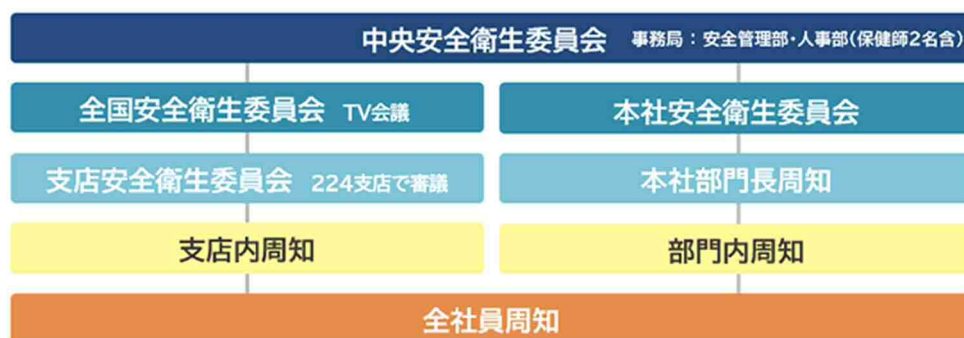 中央安全衛生委員会 事務局：安全管理部・人事部(保健師2名含)
全国安全衛生委員会 TV会議
本社安全衛生委員会
支店安全衛生委員会 224支店で審議
本社部門長周知
支店内周知
部門内周知
全社員周知